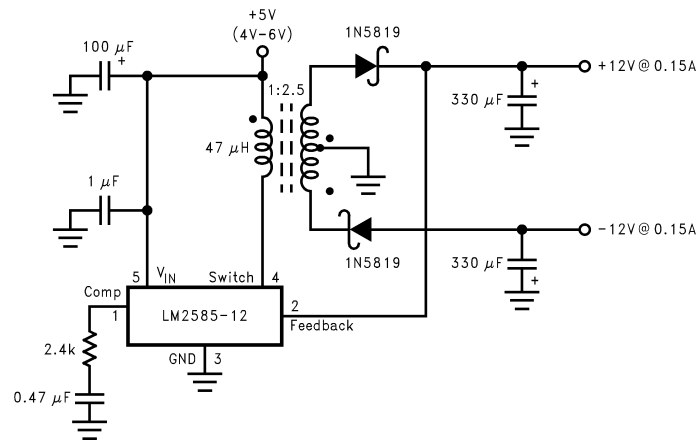 +5V
(4V-6V)
1N5819
100 µF
+
+12V@ 0.15A
1:2.5
+
330 µF
47 µH
1 µF
-12V@ 0.15A
1N5819
330 µF
+
5
VIN
Switch
4
Comp
1
LM2585-12
2
Feedback
2.4k
GND
3
0.47 µF